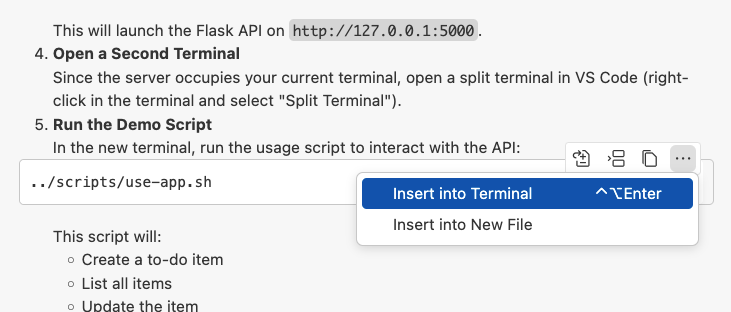 This will launch the Flask API on http://127.0.0.1:5000.
4. Open a Second Terminal
Since the server occupies your current terminal, open a split terminal in VS Code (right-
click in the terminal and select "Split Terminal").
5. Run the Demo Script
In the new terminal, run the usage script to interact with the API:
../scripts/use-app.sh
Insert into Terminal ⌃⌥Enter
Insert into New File
This script will:
○ Create a to-do item
○ List all items
○ Update the item